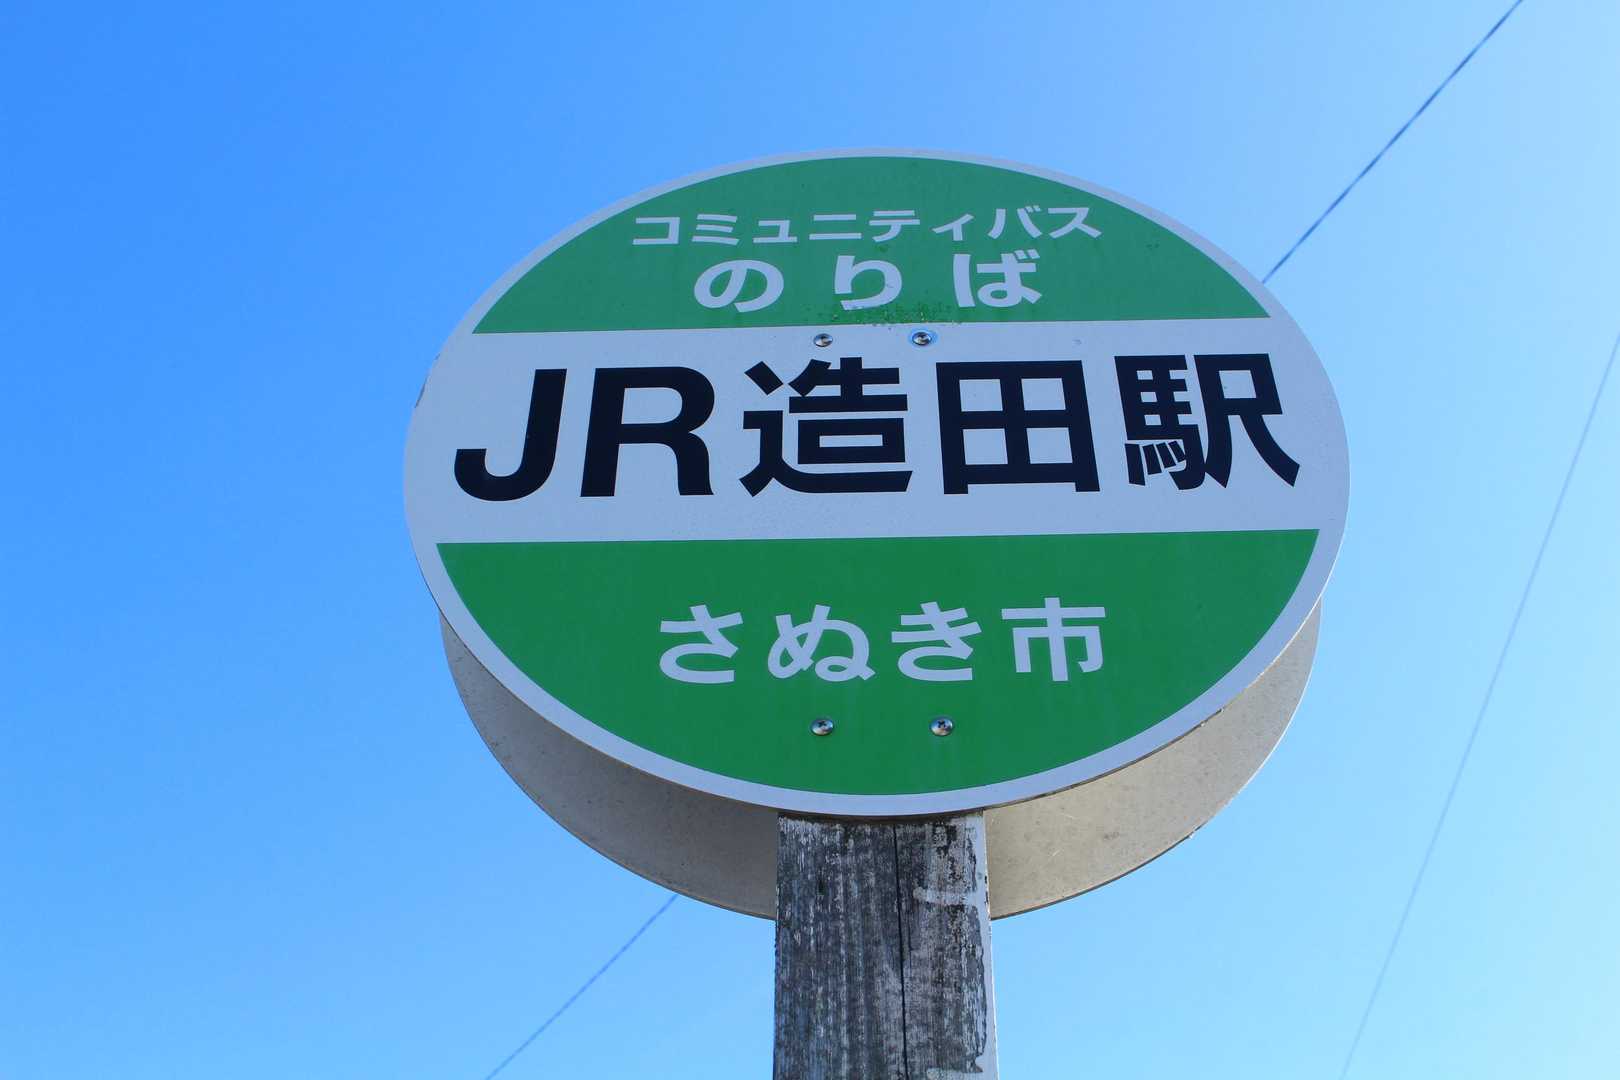 コミュニティバス
のりば
JR造田駅
さぬき市